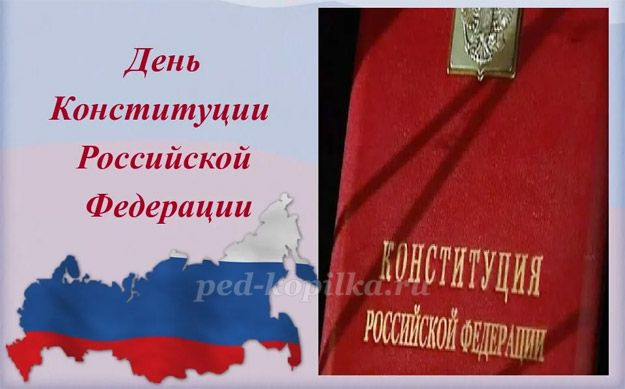 День
Конституции
Российской
Федерации
ped-kopilka.ru
КОНСТИТУЦИЯ
РОССИЙСКОЙ ФЕДЕРАЦИИ